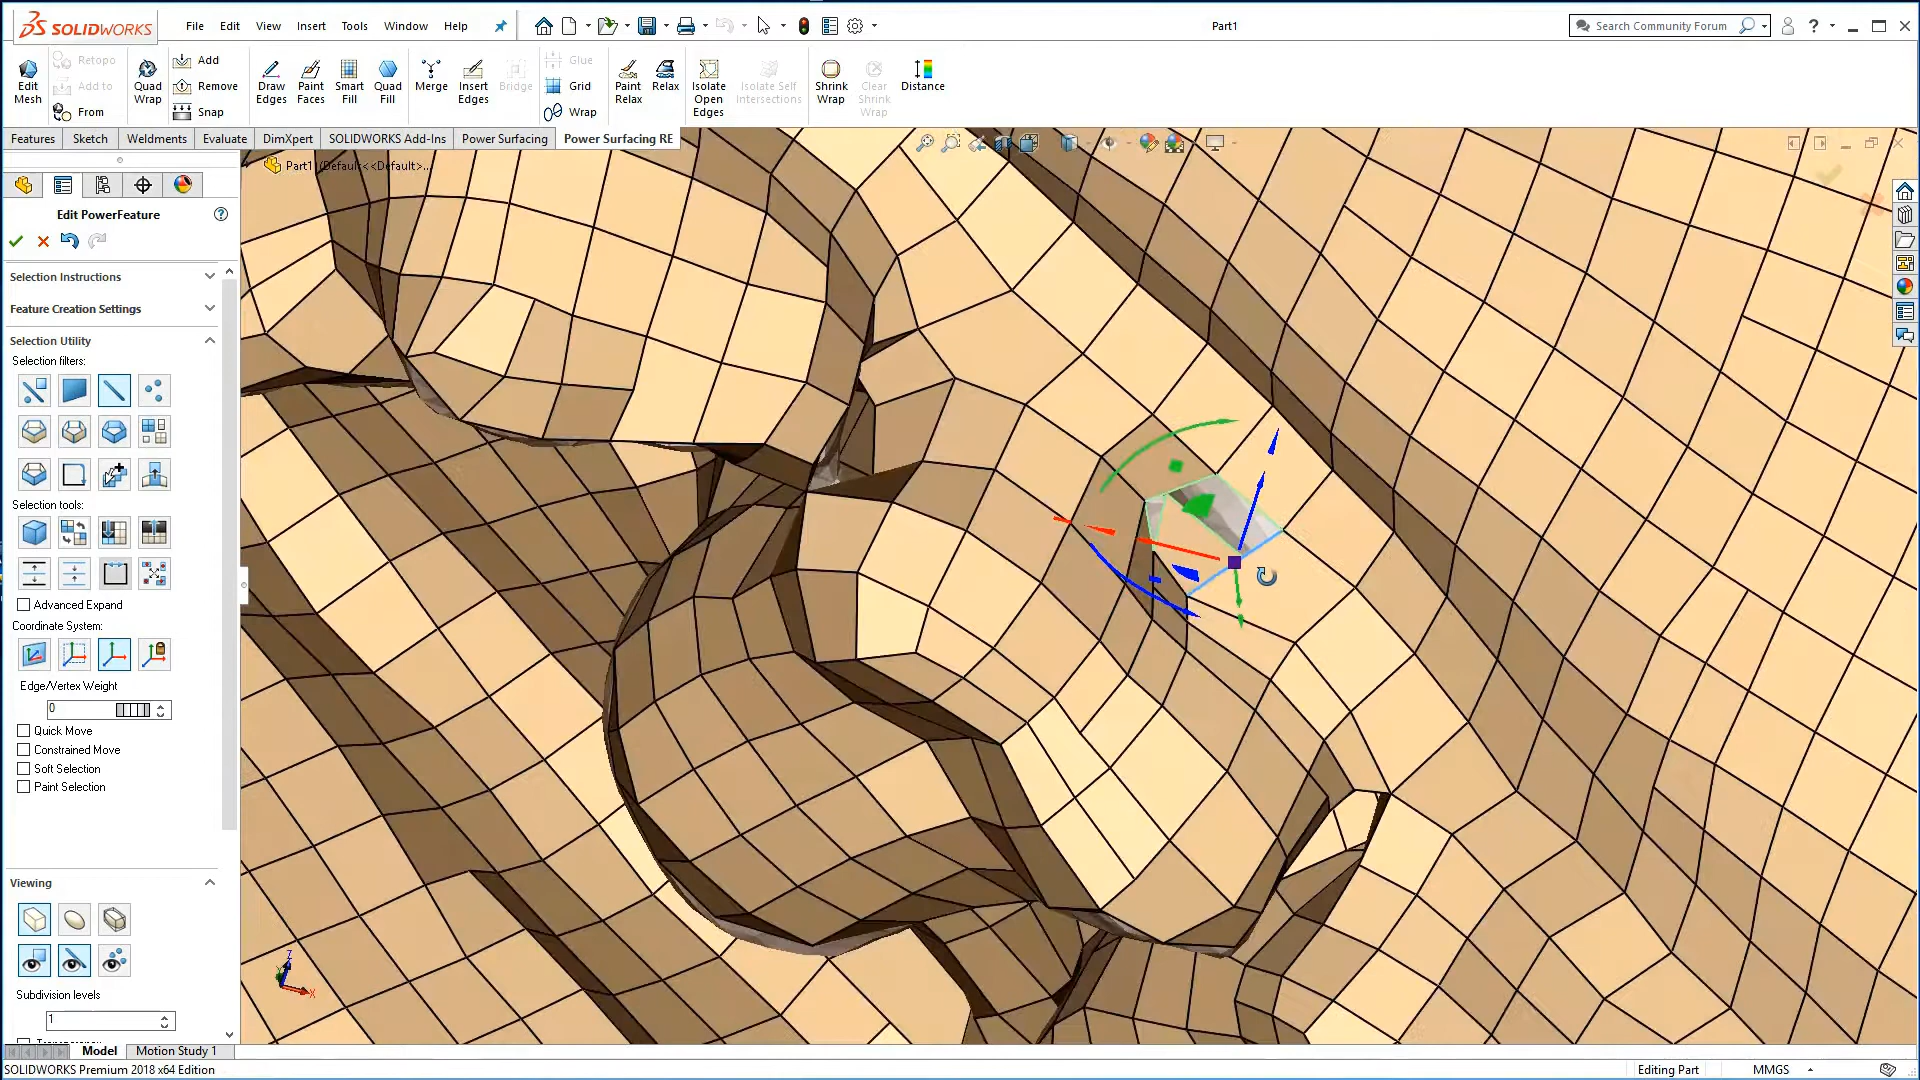 SOLIDWORKS File Edit View Insert Tools Window Help Part1 Search Community Forum ?
Edit Mesh
Retopo
Add to
From
Quad Wrap
Add
Remove
Snap
Draw Edges
Paint Faces
Smart Fill
Quad Fill
Merge
Insert Edges
Bridge
Glue
Grid
Wrap
Paint Relax
Relax
Isolate Open Edges
Isolate Self Intersections
Shrink Wrap
Clear Shrink Wrap
Distance
Features Sketch Weldments Evaluate DimXpert SOLIDWORKS Add-Ins Power Surfacing Power Surfacing RE
Part1 (Default<<Default>...
Edit PowerFeature ?
Selection Instructions
Feature Creation Settings
Selection Utility
Selection filters:
Selection tools:
Advanced Expand
Coordinate System:
Edge/Vertex Weight
0
Quick Move
Constrained Move
Soft Selection
Paint Selection
Viewing
Subdivision levels
1
Z
X
Model Motion Study 1
SOLIDWORKS Premium 2018 x64 Edition Editing Part MMGS